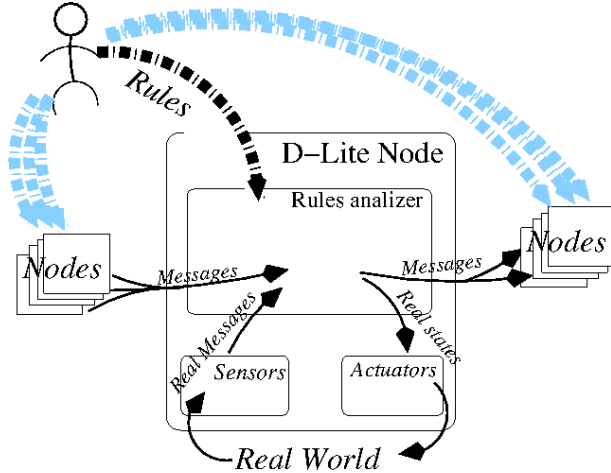 Rules
D-Lite Node
Rules analizer
Nodes
Messages
Messages
Nodes
Real Messages
Real states
Sensors
Actuators
Real World